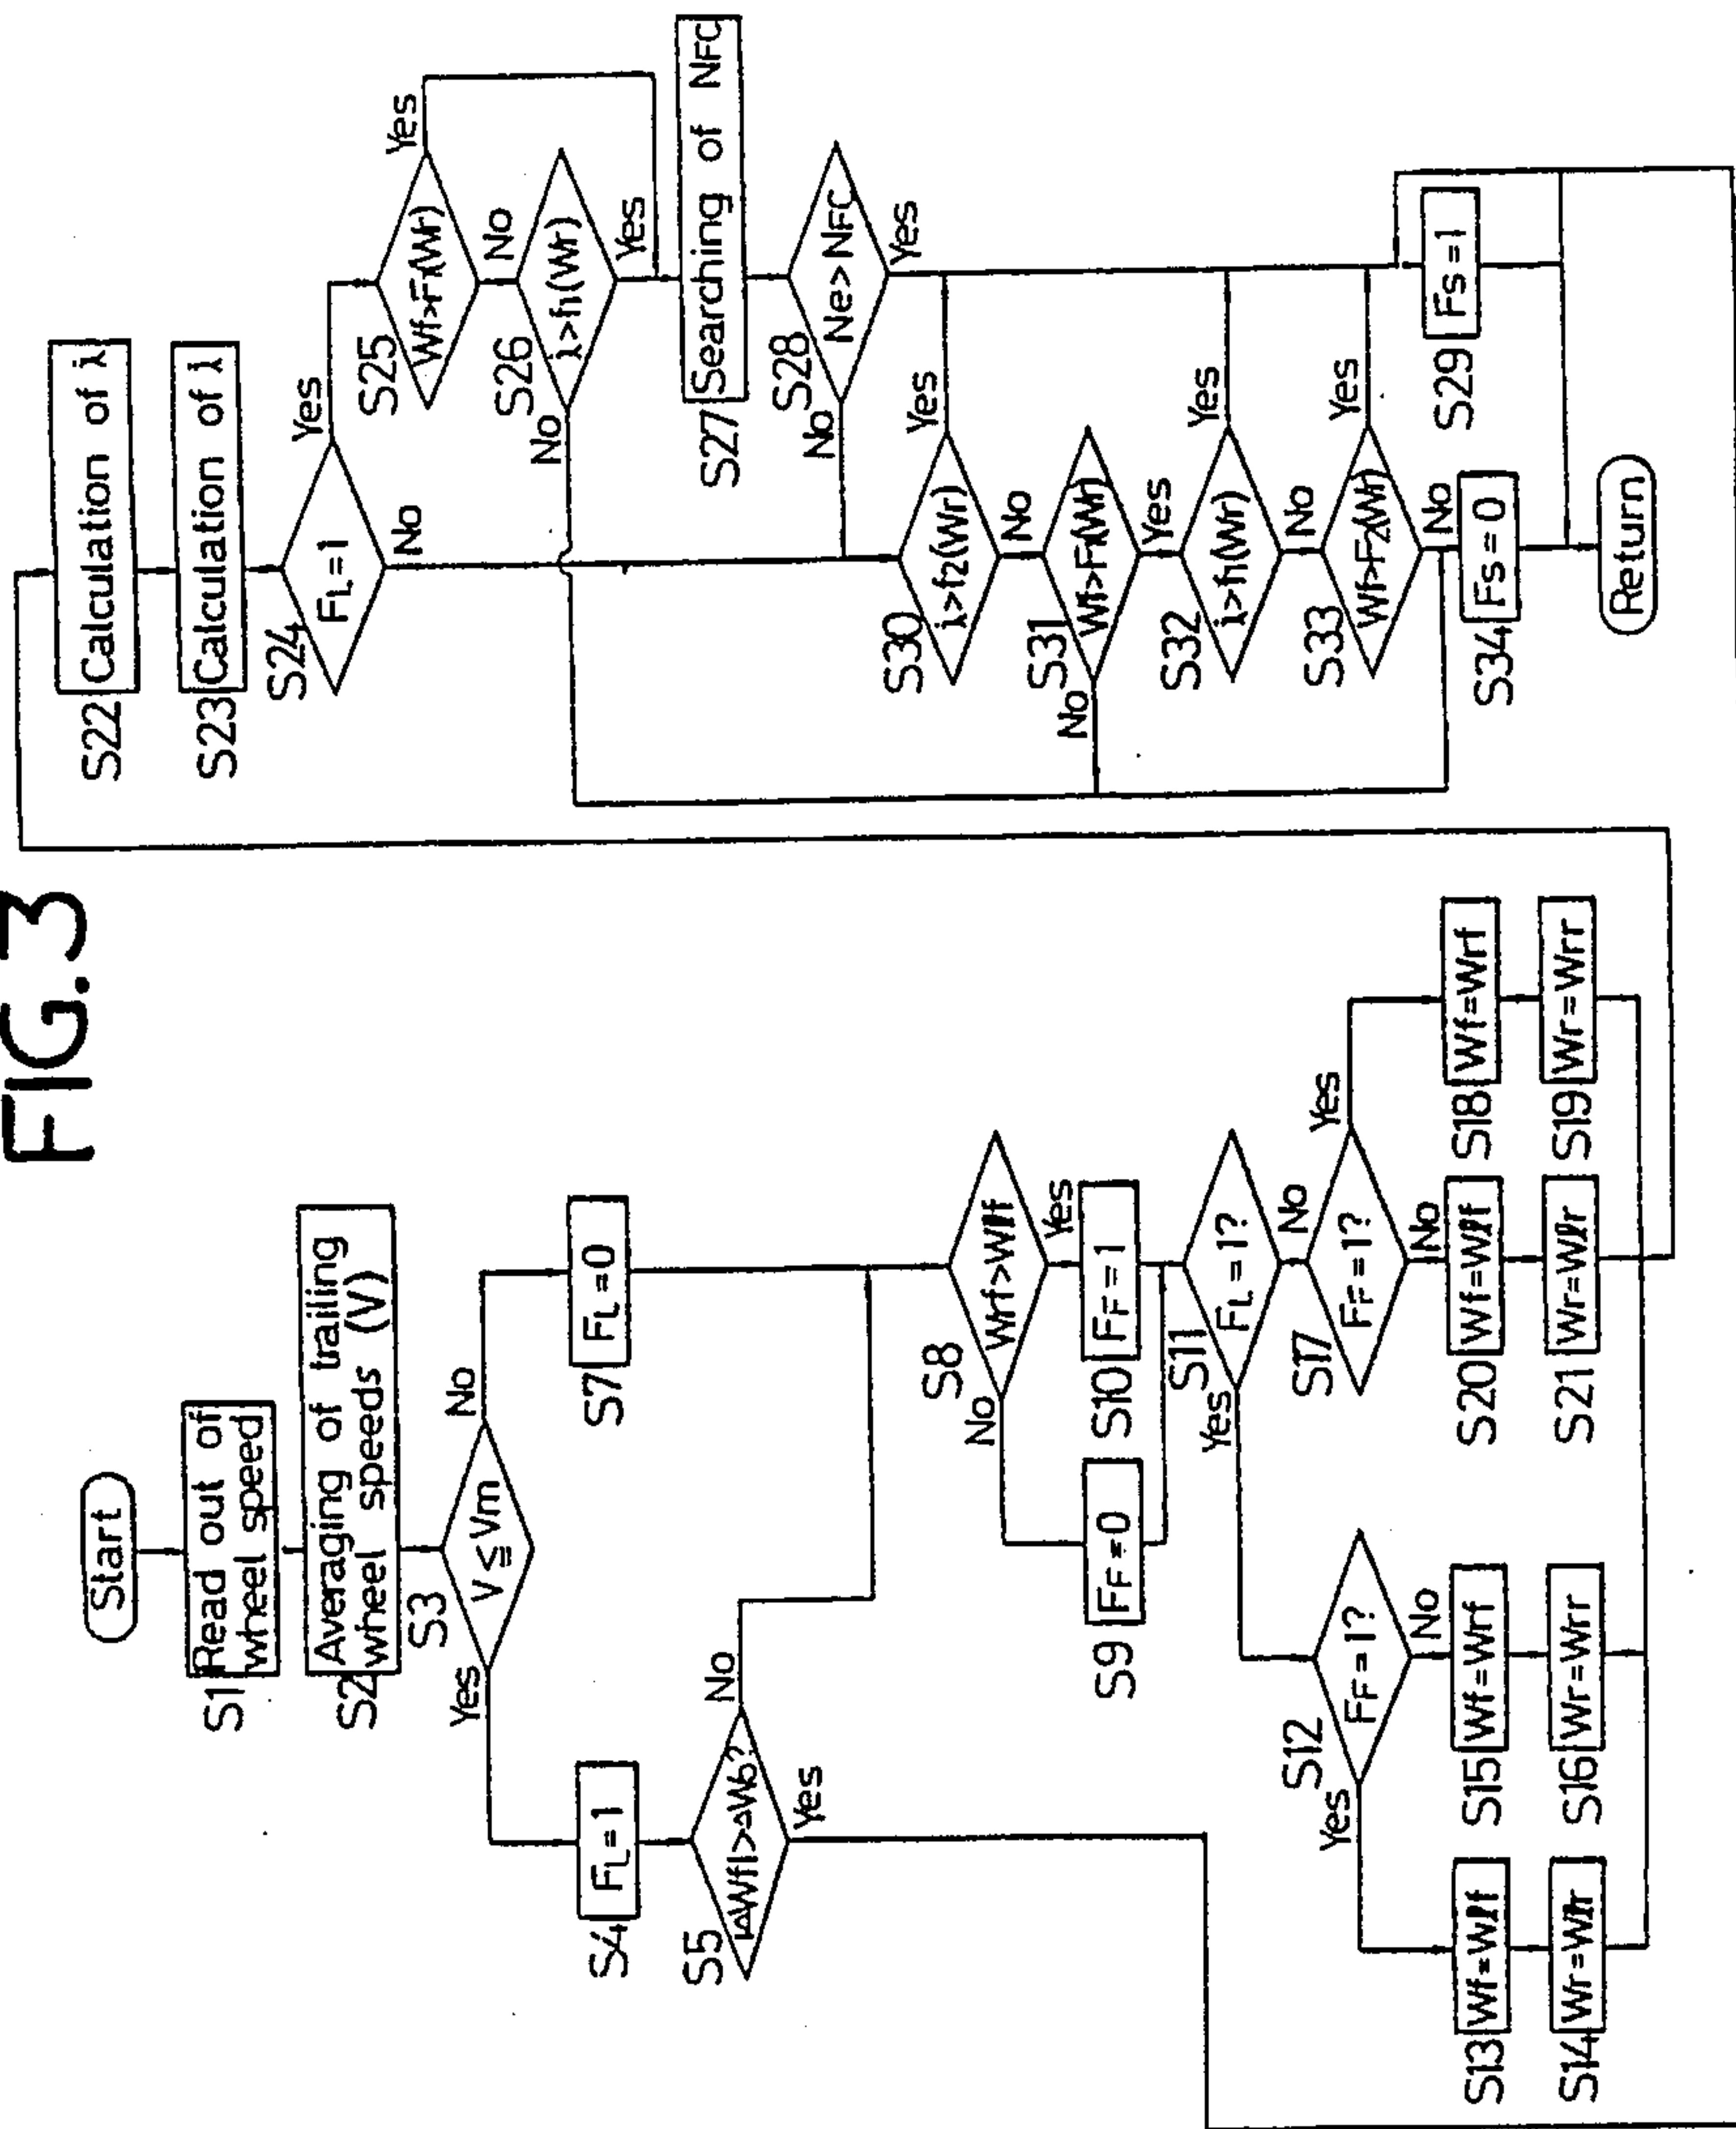 FIG.3
Start
S1 Read out of
wheel speed
S2 Averaging of trailing
wheel speeds (V)
S3
V≦Vm
Yes
No
S4 FL=1
S7 FL=0
S5
|ΔWf|>ΔWb?
No
Yes
S8
Wrf>Wlf
No
Yes
S9 FF=0
S10 FF=1
S11
FL=1?
Yes
No
S12
FF=1?
Yes
No
S17
FF=1?
Yes
No
S13 Wf=Wlf
S15 Wf=Wrf
S20 Wf=Wlf
S18 Wf=Wrf
S14 Wr=Wlr
S16 Wr=Wrr
S21 Wr=Wlr
S19 Wr=Wrr
S22 Calculation of λ
S23 Calculation of λ̇
S24
FL=1
Yes
No
S25
Wf>F1(Wr)
Yes
No
S26
λ̇>f1(Wr)
No
Yes
S27 Searching of NFC
S28
Ne>NFC
No
Yes
S30
λ̇>f2(Wr)
Yes
No
S31
Wf>F1(Wr)
No
Yes
S32
λ̇>f1(Wr)
Yes
No
S33
Wf>F2(Wr)
Yes
No
S34 Fs=0
S29 Fs=1
Return